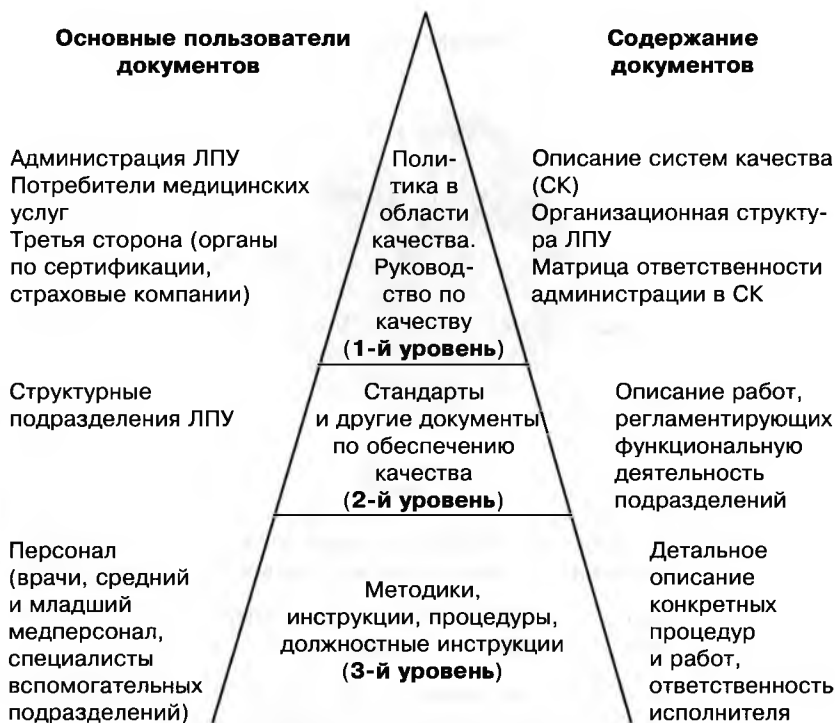 Основные пользователи
документов
Содержание
документов
Администрация ЛПУ
Потребители медицинских
услуг
Третья сторона (органы
по сертификации,
страховые компании)
Поли-
тика в
области
качества.
Руковод-
ство по
качеству
(1-й уровень)
Описание систем качества
(СК)
Организационная структу-
ра ЛПУ
Матрица ответственности
администрации в СК
Структурные
подразделения ЛПУ
Стандарты
и другие документы
по обеспечению
качества
(2-й уровень)
Описание работ,
регламентирующих
функциональную
деятельность
подразделений
Персонал
(врачи, средний
и младший
медперсонал,
специалисты
вспомогательных
подразделений)
Методики,
инструкции, процедуры,
должностные инструкции
(3-й уровень)
Детальное
описание
конкретных
процедур
и работ,
ответственность
исполнителя